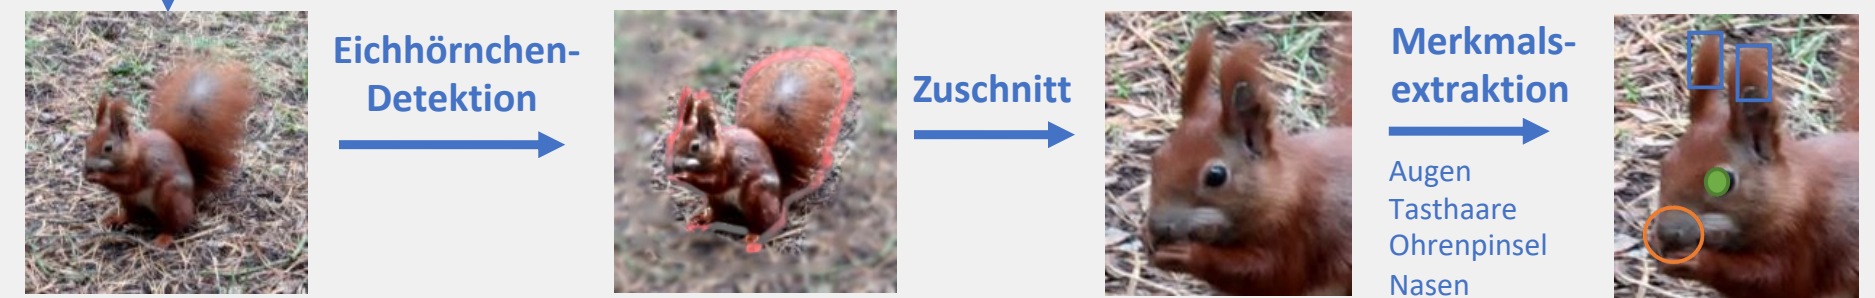 Eichhörnchen-
Detektion
Zuschnitt
Merkmals-
extraktion
Augen
Tasthaare
Ohrenpinsel
Nasen